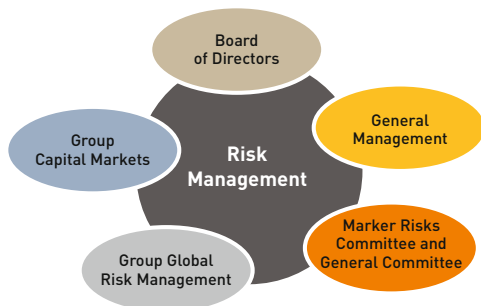 Board
of Directors
Group
Capital Markets
General
Management
Risk
Management
Group Global
Risk Management
Marker Risks
Committee and
General Committee